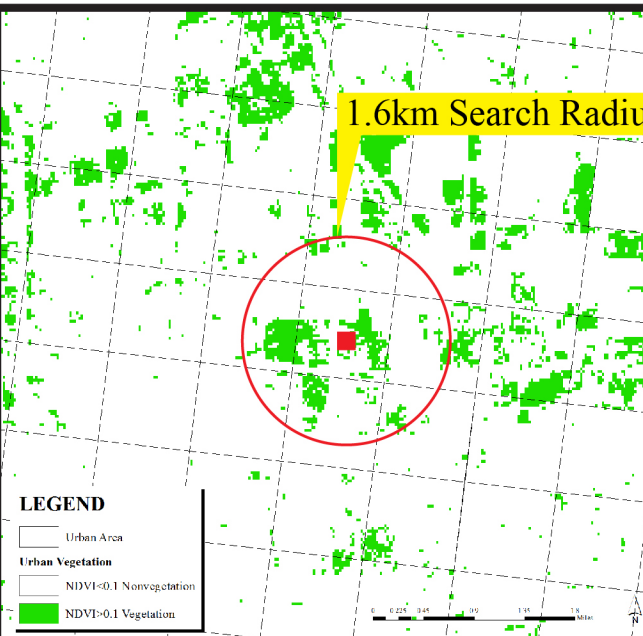 1.6km Search Radiu
LEGEND
Urban Area
Urban Vegetation
NDVI<0.1 Nonvegetation
NDVI>0.1 Vegetation
0 0.225 0.45 0.9 1.35 1.8
Miles
N